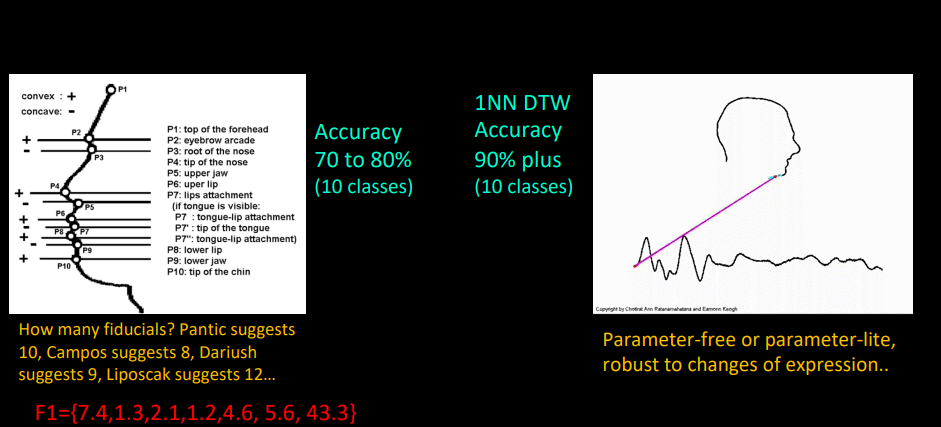 convex : +
concave: -
P1
P2
+
-
P3
P4
+
-
P5
P6
+
-
P8
P7
+
-
P9
+
P10
P1: top of the forehead
P2: eyebrow arcade
P3: root of the nose
P4: tip of the nose
P5: upper jaw
P6: uper lip
P7: lips attachment
(if tongue is visible:
P7 : tongue-lip attachment
P7' : tip of the tongue
P7": tongue-lip attachment)
P8: lower lip
P9: lower jaw
P10: tip of the chin
How many fiducials? Pantic suggests
10, Campos suggests 8, Dariush
suggests 9, Liposcak suggests 12...
F1={7.4,1.3,2.1,1.2,4.6, 5.6, 43.3}
Accuracy
70 to 80%
(10 classes)
1NN DTW
Accuracy
90% plus
(10 classes)
Copyright by Chotirat Ann Ratanamahatana and Eamonn Keogh
Parameter-free or parameter-lite,
robust to changes of expression..